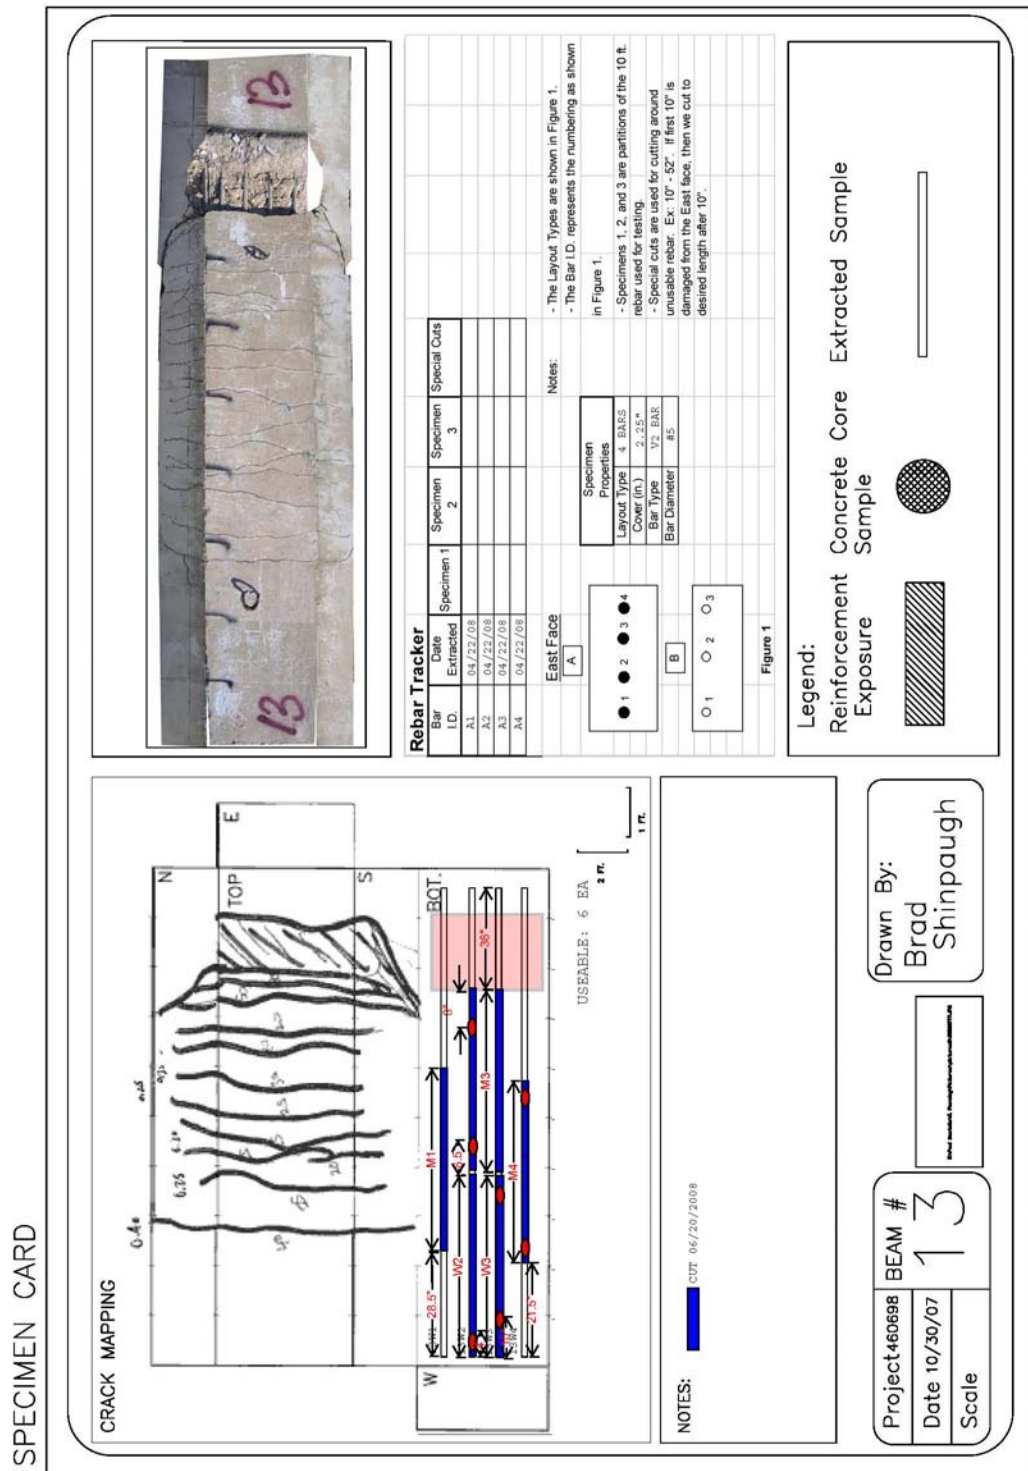 SPECIMEN CARD
CRACK MAPPING
N
E
TOP
S
BOT.
W
0.40
0.25
M1
28.5"
W2
6.5
M3
36"
W3
M4
21.5"
USEABLE: 6 EA
2 FT.
1 FT.
NOTES:
CUT 06/20/2008
Project460698
Date 10/30/07
Scale
BEAM #
13
Drawn By:
Brad
Shinpaugh
13
13
Rebar Tracker
Bar I.D. Date Extracted Specimen 1 Specimen 2 Specimen 3 Special Cuts
A1 04/22/08
A2 04/22/08
A3 04/22/08
A4 04/22/08
East Face
A
1 2 3 4
B
1 2 3
Figure 1
Specimen Properties
Layout Type 4 BARS
Cover (in.) 2.25"
Bar Type V2 BAR
Bar Diameter #5
Notes:
- The Layout Types are shown in Figure 1.
- The Bar I.D. represents the numbering as shown
in Figure 1.
- Specimens 1, 2, and 3 are partitions of the 10 ft.
rebar used for testing.
- Special cuts are used for cutting around
unusable rebar. Ex: 10" - 52". If first 10" is
damaged from the East face, then we cut to
desired length after 10".
Legend:
Reinforcement Exposure
Concrete Core Sample
Extracted Sample